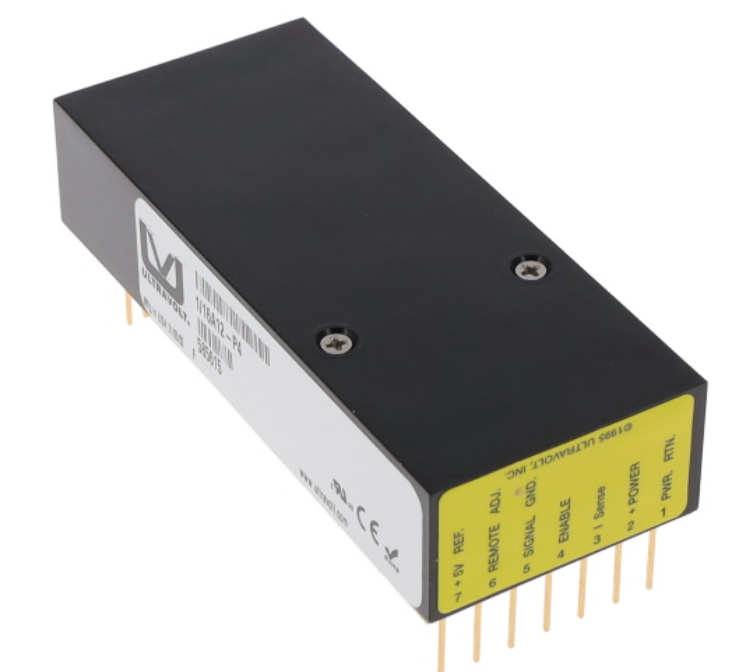 ULTRAVOLT®
1/16A12-P4
585615
F
www.ultravolt.com
©1995 ULTRAVOLT, INC.
7 +5V REF.
6 REMOTE ADJ.
5 SIGNAL GND.
4 ENABLE
3 I Sense
2 +POWER
1 PWR. RTN.